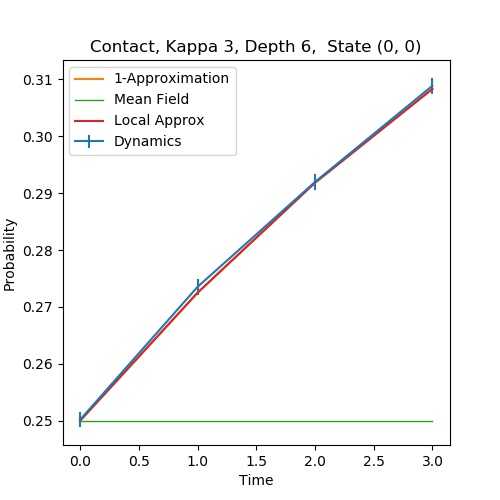 Contact, Kappa 3, Depth 6,  State (0, 0)
1-Approximation
Mean Field
Local Approx
Dynamics
Probability
0.31
0.30
0.29
0.28
0.27
0.26
0.25
0.0 0.5 1.0 1.5 2.0 2.5 3.0
Time